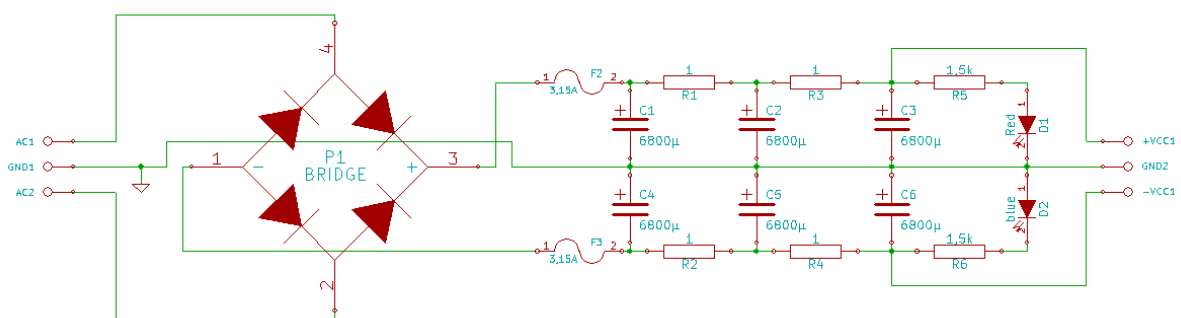 4
1 F2 2
3,15A
1
R1
1
R3
1,5k
R5
1
Red
D1
2
+ C1
6800µ
+ C2
6800µ
+ C3
6800µ
AC1
GND1
AC2
1
−
P1
BRIDGE
+
3
+VCC1
GND2
-VCC1
+ C4
6800µ
+ C5
6800µ
+ C6
6800µ
1
blue
D2
2
1 F3 2
3,15A
1
R2
1
R4
1,5k
R6
2